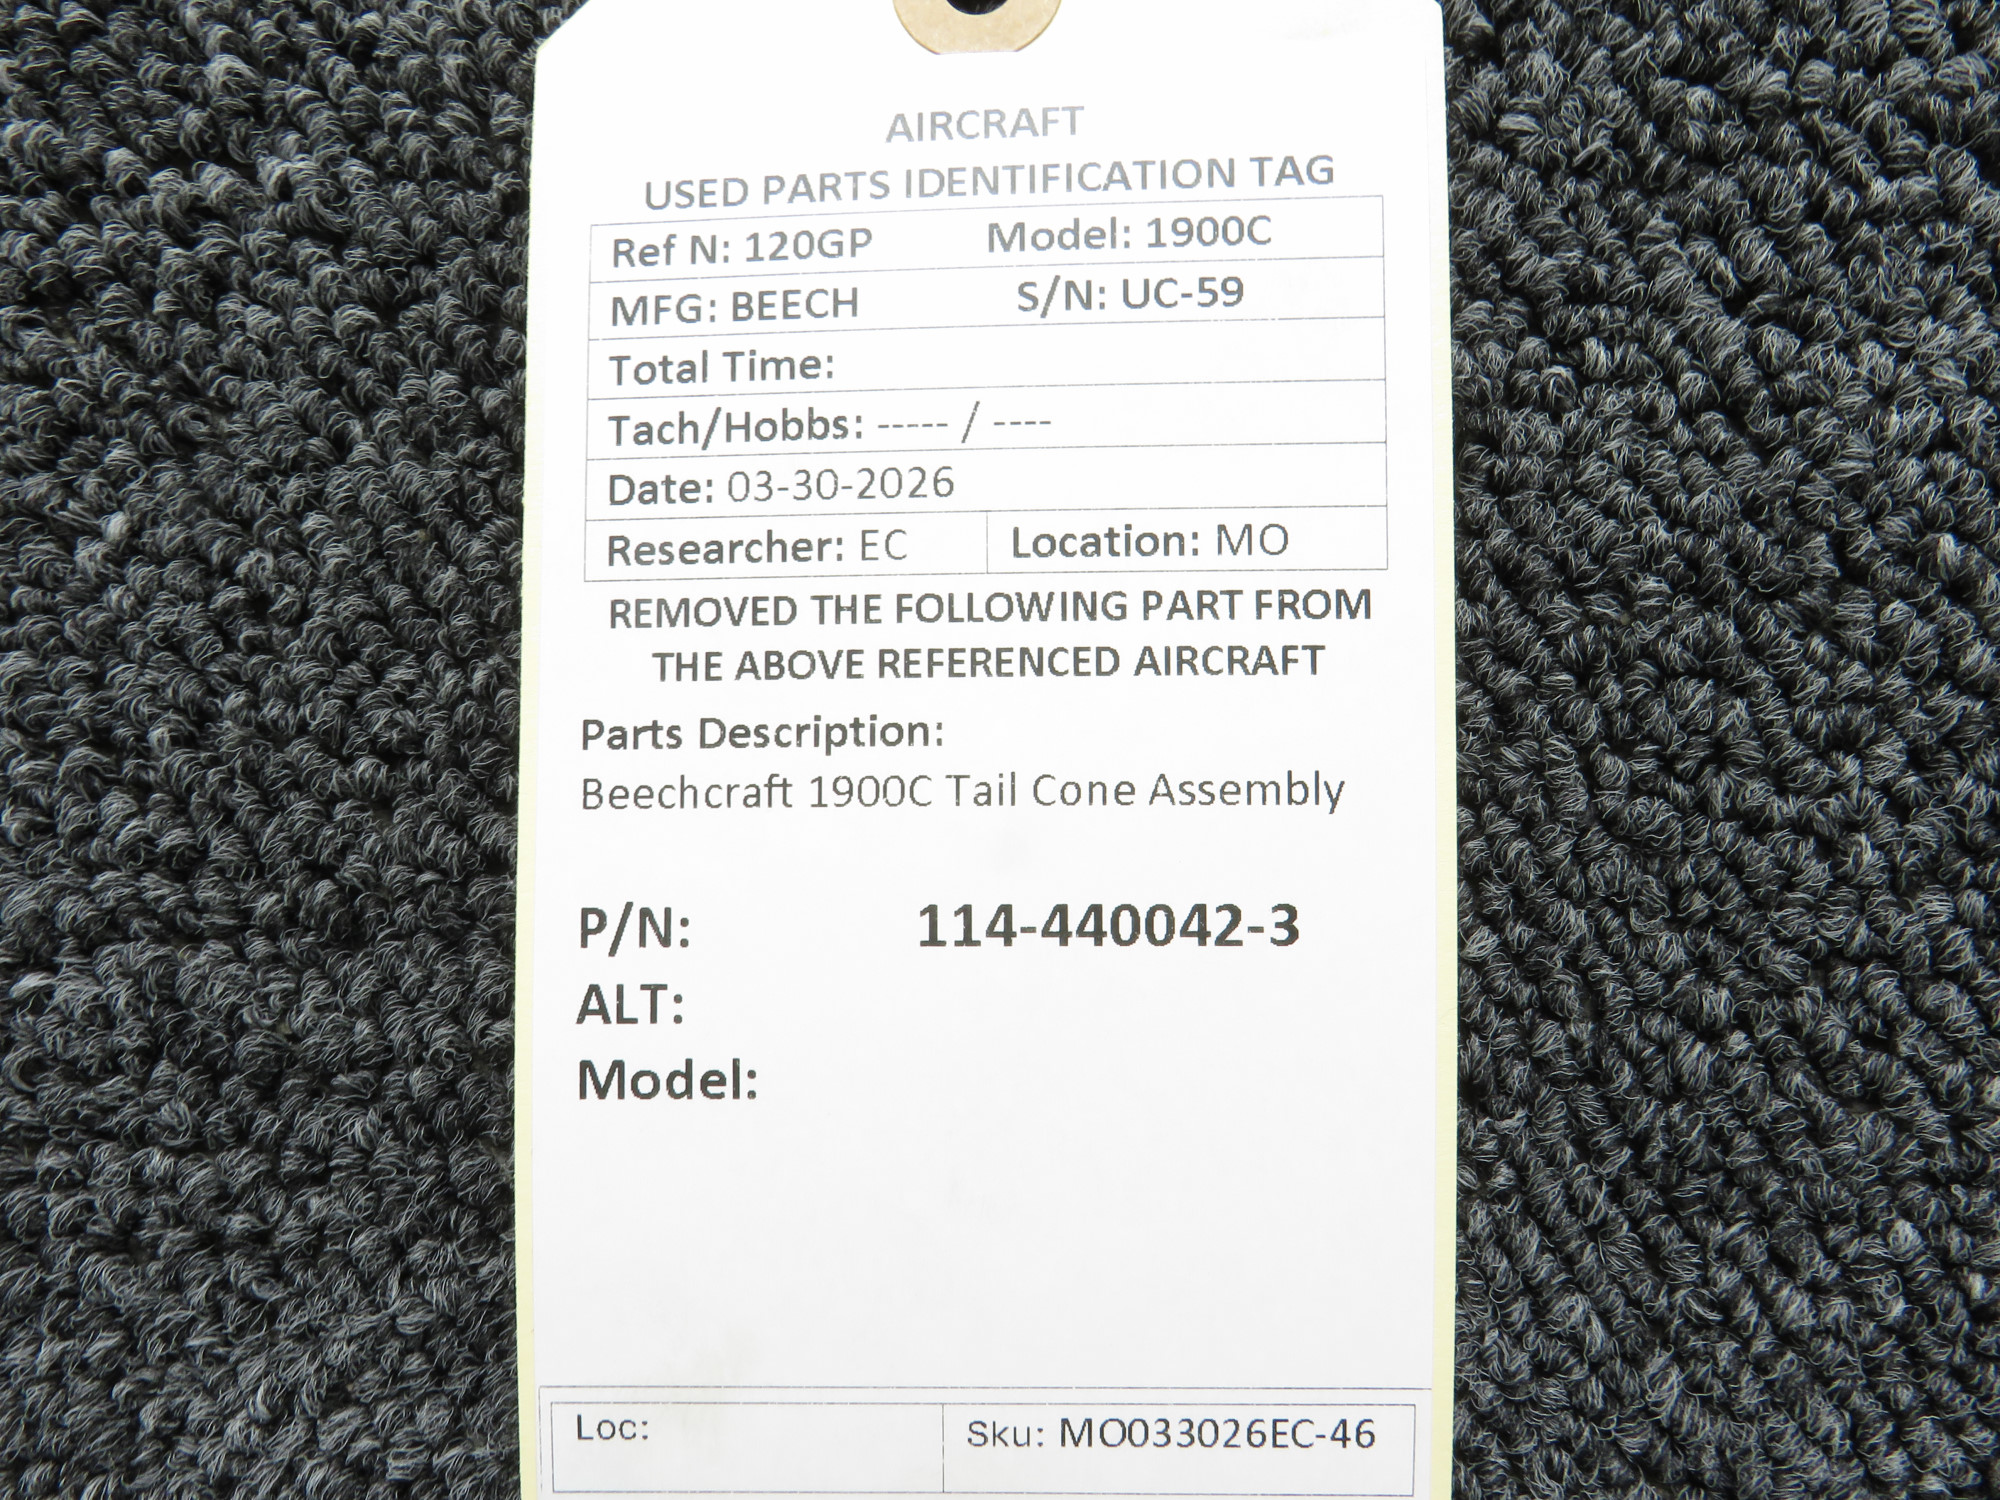 AIRCRAFT
USED PARTS IDENTIFICATION TAG
Ref N: 120GP Model: 1900C
MFG: BEECH S/N: UC-59
Total Time:
Tach/Hobbs: ----- / ----
Date: 03-30-2026
Researcher: EC Location: MO
REMOVED THE FOLLOWING PART FROM
THE ABOVE REFERENCED AIRCRAFT
Parts Description:
Beechcraft 1900C Tail Cone Assembly
P/N: 114-440042-3
ALT:
Model:
Loc: Sku: MO033026EC-46